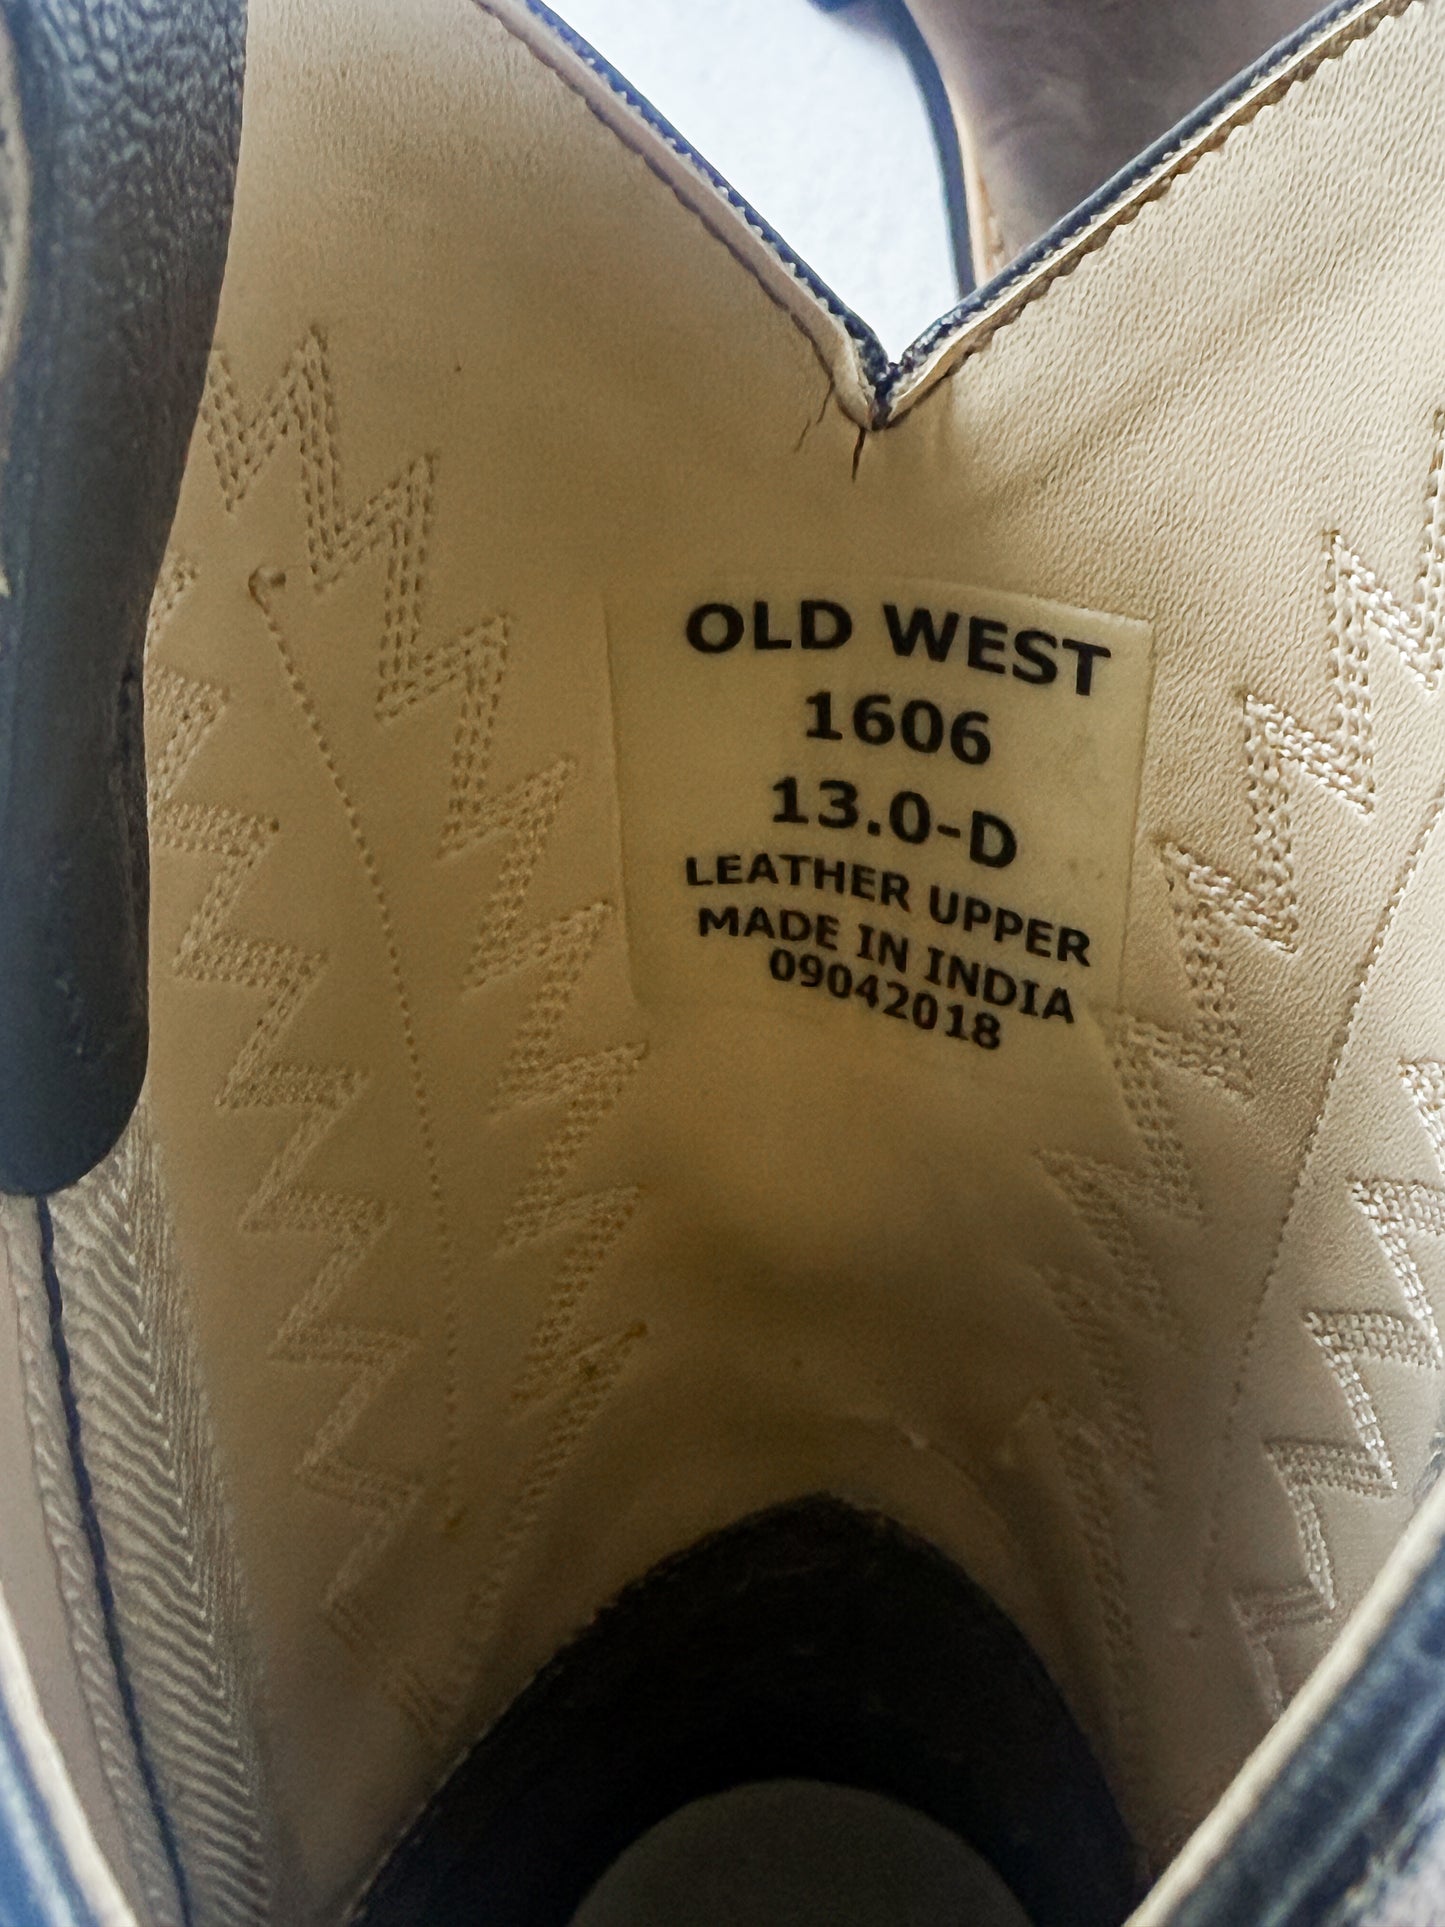 OLD WEST
1606
13.0-D
LEATHER UPPER
MADE IN INDIA
09042018